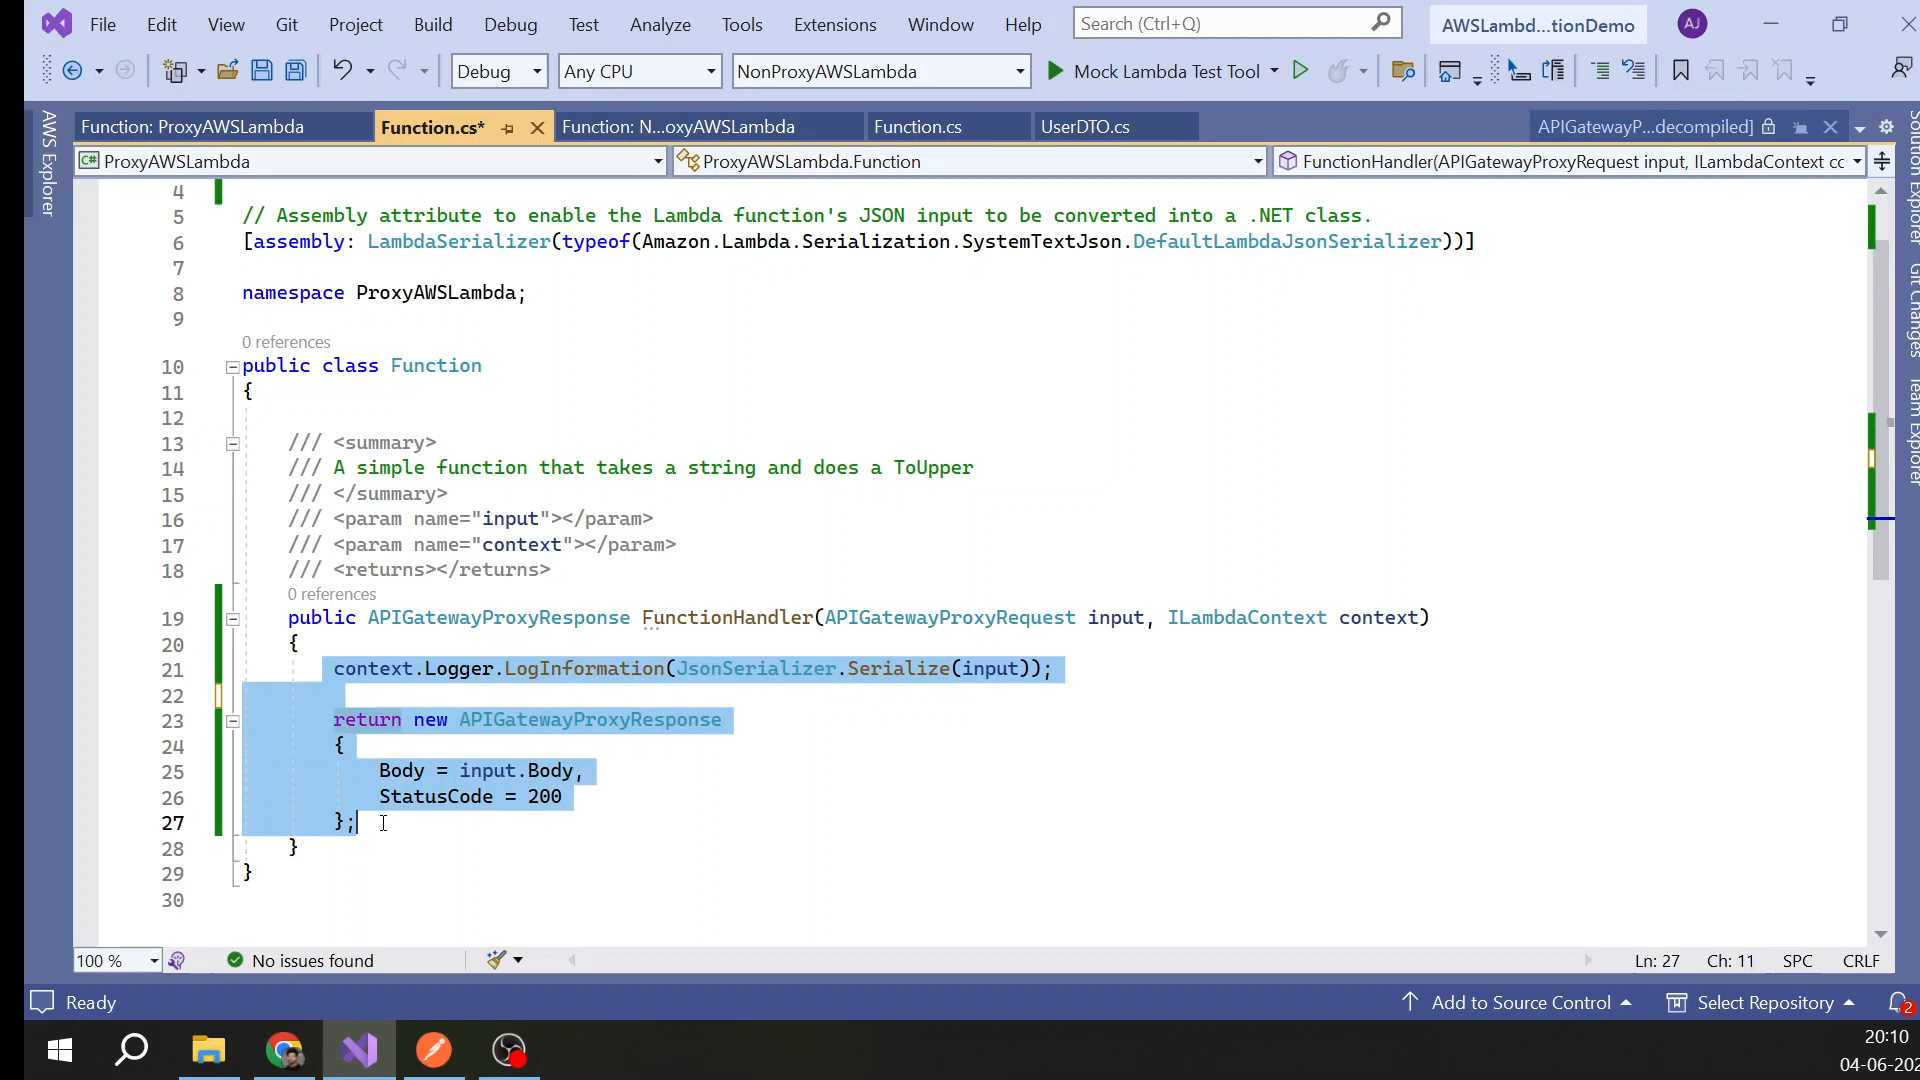 File Edit View Git Project Build Debug Test Analyze Tools Extensions Window Help Search (Ctrl+Q) AWSLambd...tionDemo AJ
Debug Any CPU NonProxyAWSLambda Mock Lambda Test Tool
Function: ProxyAWSLambda Function.cs* Function: N...oxyAWSLambda Function.cs UserDTO.cs APIGatewayP...decompiled]
C# ProxyAWSLambda ProxyAWSLambda.Function FunctionHandler(APIGatewayProxyRequest input, ILambdaContext cc
AWS Explorer
Solution Explorer
Git Changes
Team Explorer
4
5 // Assembly attribute to enable the Lambda function's JSON input to be converted into a .NET class.
6 [assembly: LambdaSerializer(typeof(Amazon.Lambda.Serialization.SystemTextJson.DefaultLambdaJsonSerializer))]
7
8 namespace ProxyAWSLambda;
9
0 references
10 public class Function
11 {
12
13 /// <summary>
14 /// A simple function that takes a string and does a ToUpper
15 /// </summary>
16 /// <param name="input"></param>
17 /// <param name="context"></param>
18 /// <returns></returns>
0 references
19 public APIGatewayProxyResponse FunctionHandler(APIGatewayProxyRequest input, ILambdaContext context)
20 {
21 context.Logger.LogInformation(JsonSerializer.Serialize(input));
22
23 return new APIGatewayProxyResponse
24 {
25 Body = input.Body,
26 StatusCode = 200
27 };
28 }
29 }
30
100 % No issues found Ln: 27 Ch: 11 SPC CRLF
Ready Add to Source Control Select Repository 2
20:10
04-06-202